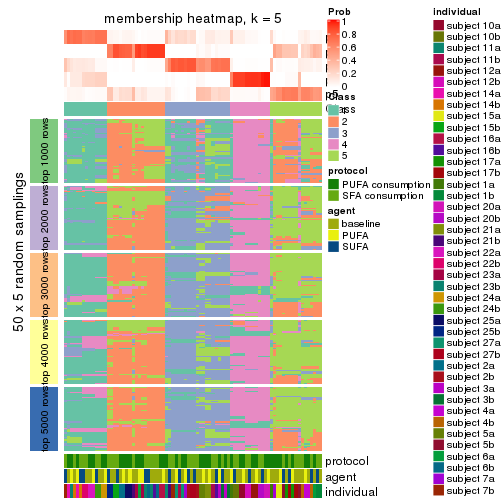 membership heatmap, k = 5
50 x 5 random samplings
top 1000 rows
top 2000 rows
top 3000 rows
top 4000 rows
top 5000 rows
protocol
agent
individual
Prob
1
0.8
0.6
0.4
0.2
0
Class
2
3
4
5
protocol
PUFA consumption
SFA consumption
agent
baseline
PUFA
SUFA
individual
subject 10a
subject 10b
subject 11a
subject 11b
subject 12a
subject 12b
subject 14a
subject 14b
subject 15a
subject 15b
subject 16a
subject 16b
subject 17a
subject 17b
subject 1a
subject 1b
subject 20a
subject 20b
subject 21a
subject 21b
subject 22a
subject 22b
subject 23a
subject 23b
subject 24a
subject 24b
subject 25a
subject 25b
subject 27a
subject 27b
subject 2a
subject 2b
subject 3a
subject 3b
subject 4a
subject 4b
subject 5a
subject 5b
subject 6a
subject 6b
subject 7a
subject 7b